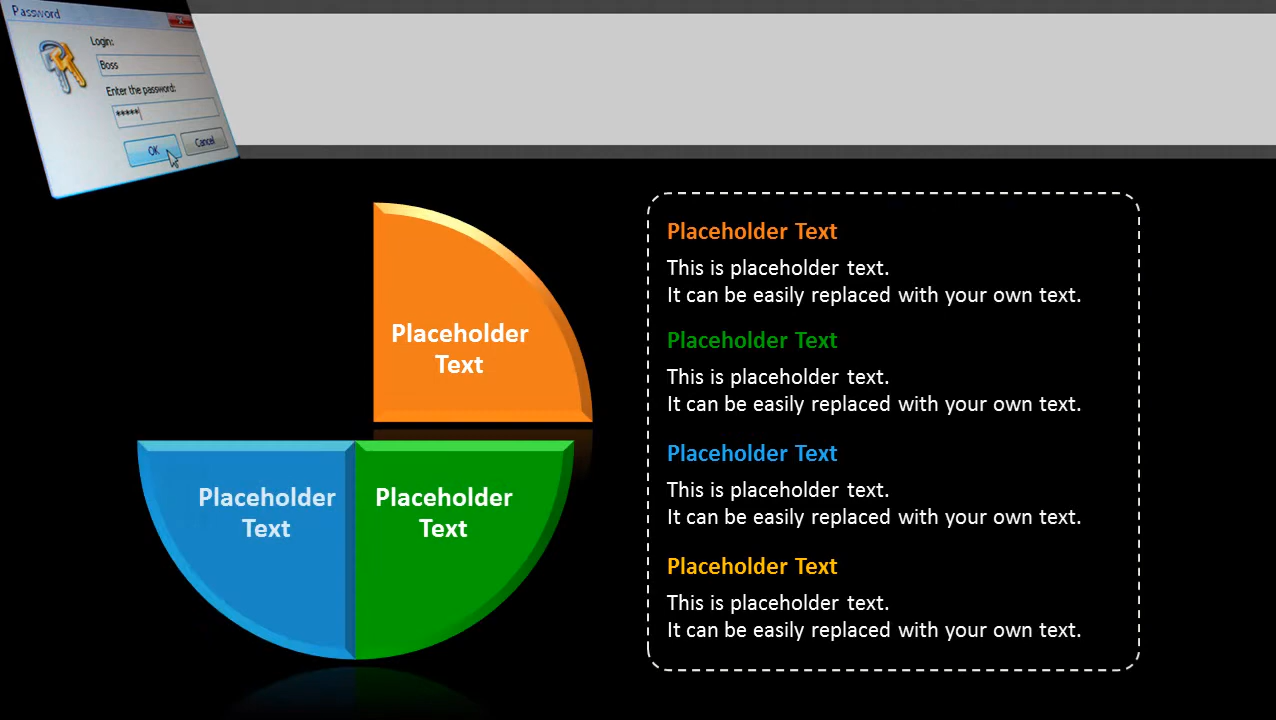 Password
Login:
Boss
Enter the password:
*****
OK
Cancel
Placeholder
Text
Placeholder
Text
Placeholder
Text
Placeholder Text
This is placeholder text.
It can be easily replaced with your own text.
Placeholder Text
This is placeholder text.
It can be easily replaced with your own text.
Placeholder Text
This is placeholder text.
It can be easily replaced with your own text.
Placeholder Text
This is placeholder text.
It can be easily replaced with your own text.